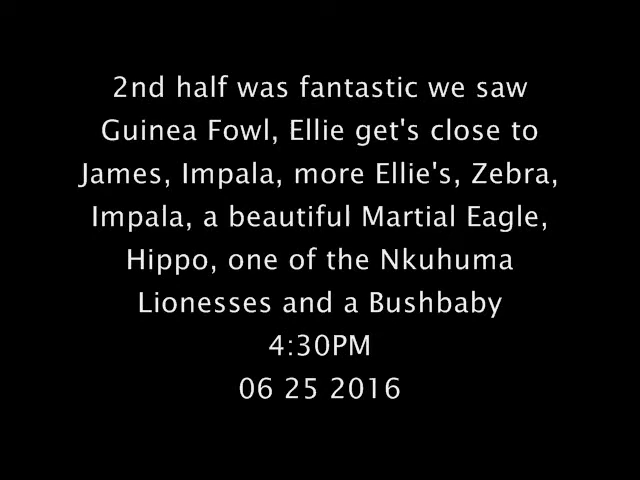 2nd half was fantastic we saw
Guinea Fowl, Ellie get's close to
James, Impala, more Ellie's, Zebra,
Impala, a beautiful Martial Eagle,
Hippo, one of the Nkuhuma
Lionesses and a Bushbaby
4:30PM
06 25 2016